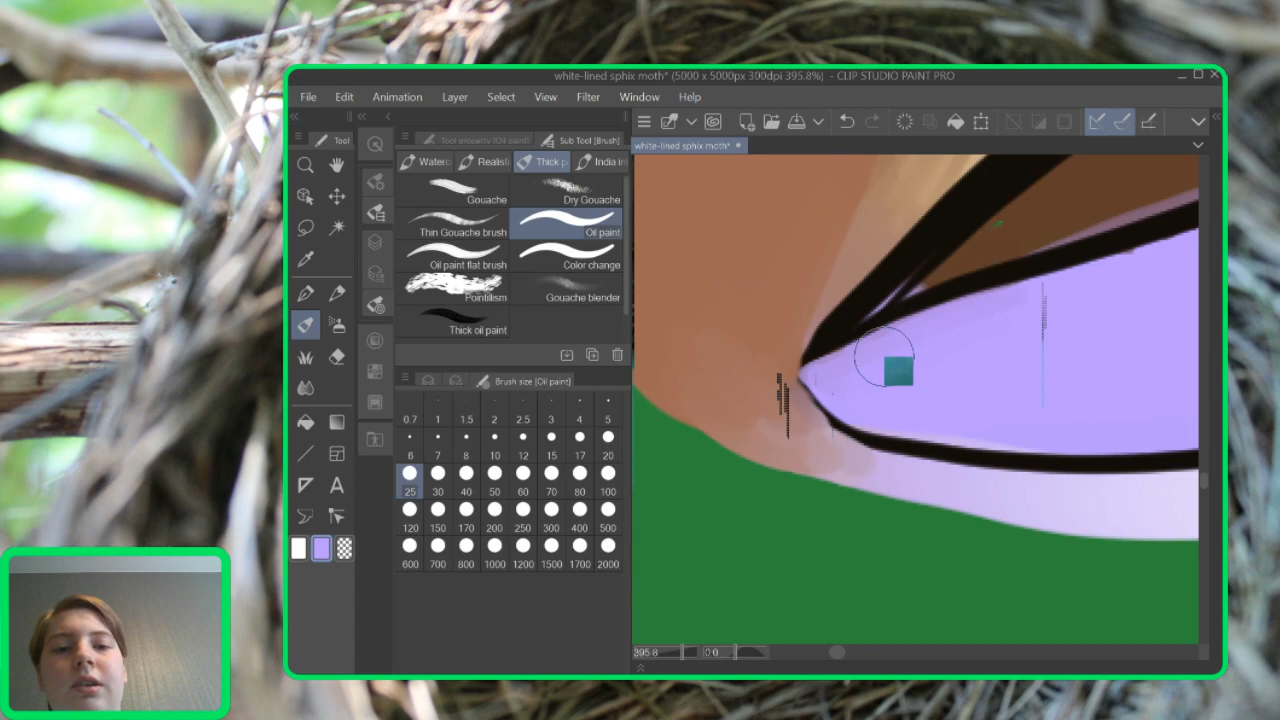 white-lined sphix moth* (5000 x 5000px 300dpi 395.8%) - CLIP STUDIO PAINT PRO
File Edit Animation Layer Select View Filter Window Help
Tool
Tool property [Oil paint]
Sub Tool [Brush]
white-lined sphix moth*
Waterc
Realist
Thick p
India in
Gouache
Dry Gouache
Thin Gouache brush
Oil paint
Oil paint flat brush
Color change
Pointillism
Gouache blender
Thick oil paint
Brush size [Oil paint]
0.7 1 1.5 2 2.5 3 4 5
6 7 8 10 12 15 17 20
25 30 40 50 60 70 80 100
120 150 170 200 250 300 400 500
600 700 800 1000 1200 1500 1700 2000
395.8
0.0